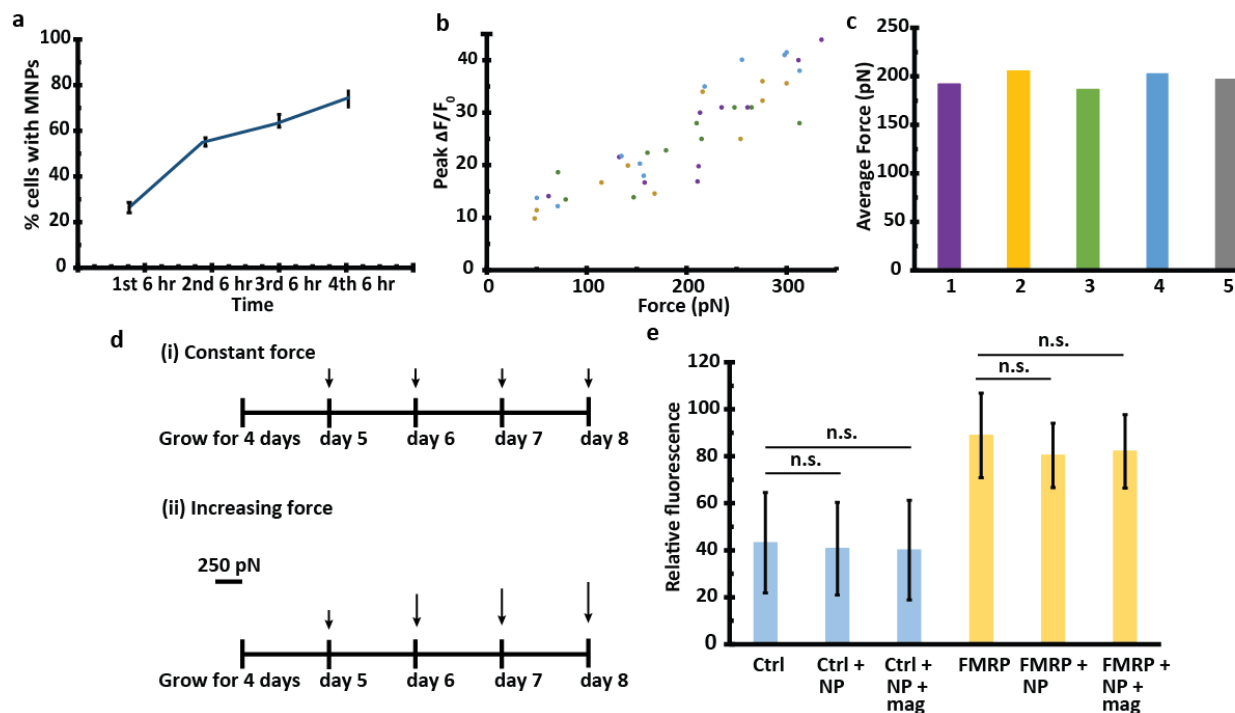 a
% cells with MNPs
100
80
60
40
20
0
1st 6 hr 2nd 6 hr 3rd 6 hr 4th 6 hr
Time
b
Peak ΔF/F0
40
30
20
10
0
0 100 200 300
Force (pN)
c
Average Force (pN)
250
200
150
100
50
0
1 2 3 4 5
d
(i) Constant force
Grow for 4 days day 5 day 6 day 7 day 8
(ii) Increasing force
250 pN
Grow for 4 days day 5 day 6 day 7 day 8
e
Relative fluorescence
120
100
80
60
40
20
0
n.s.
n.s.
n.s.
n.s.
Ctrl
Ctrl +
NP
Ctrl +
NP +
mag
FMRP
FMRP +
NP
FMRP +
NP +
mag